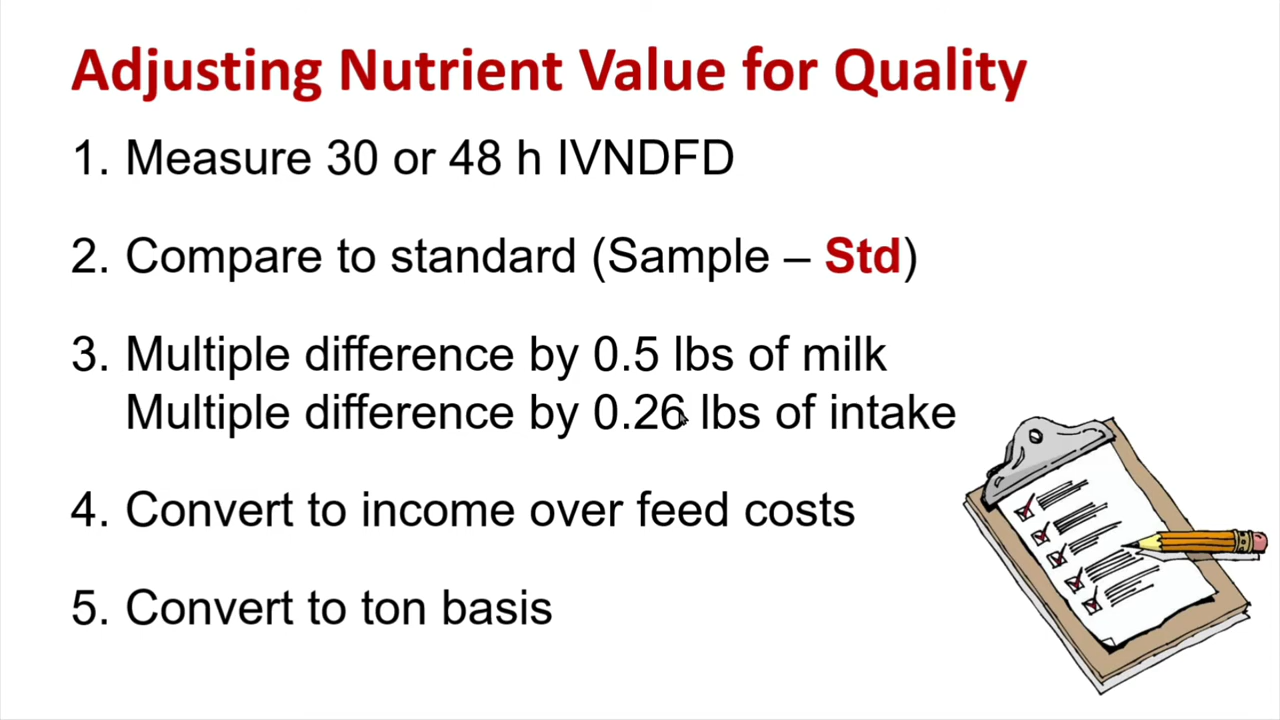 Adjusting Nutrient Value for Quality
1. Measure 30 or 48 h IVNDFD
2. Compare to standard (Sample – Std)
3. Multiple difference by 0.5 lbs of milk
Multiple difference by 0.26 lbs of intake
4. Convert to income over feed costs
5. Convert to ton basis